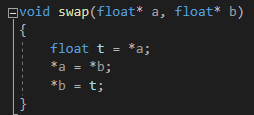 void swap(float* a, float* b)
{
    float t = *a;
    *a = *b;
    *b = t;
}